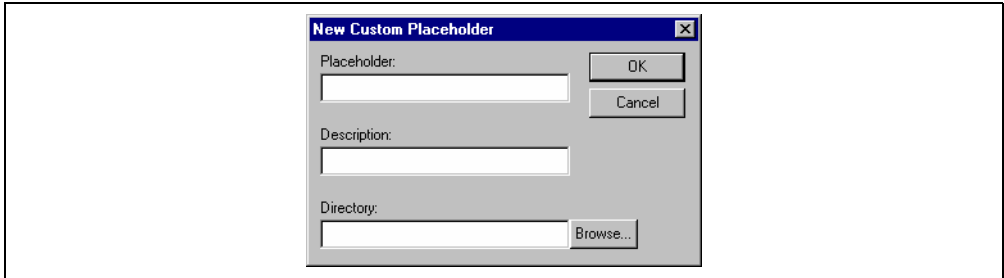 New Custom Placeholder
Placeholder:
OK
Cancel
Description:
Directory:
Browse...